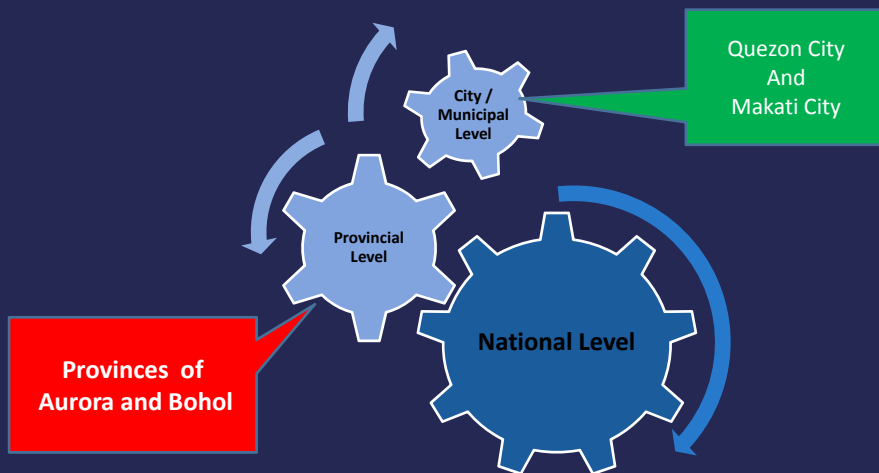 City /
Municipal
Level
Quezon City
And
Makati City
Provincial
Level
National Level
Provinces of
Aurora and Bohol